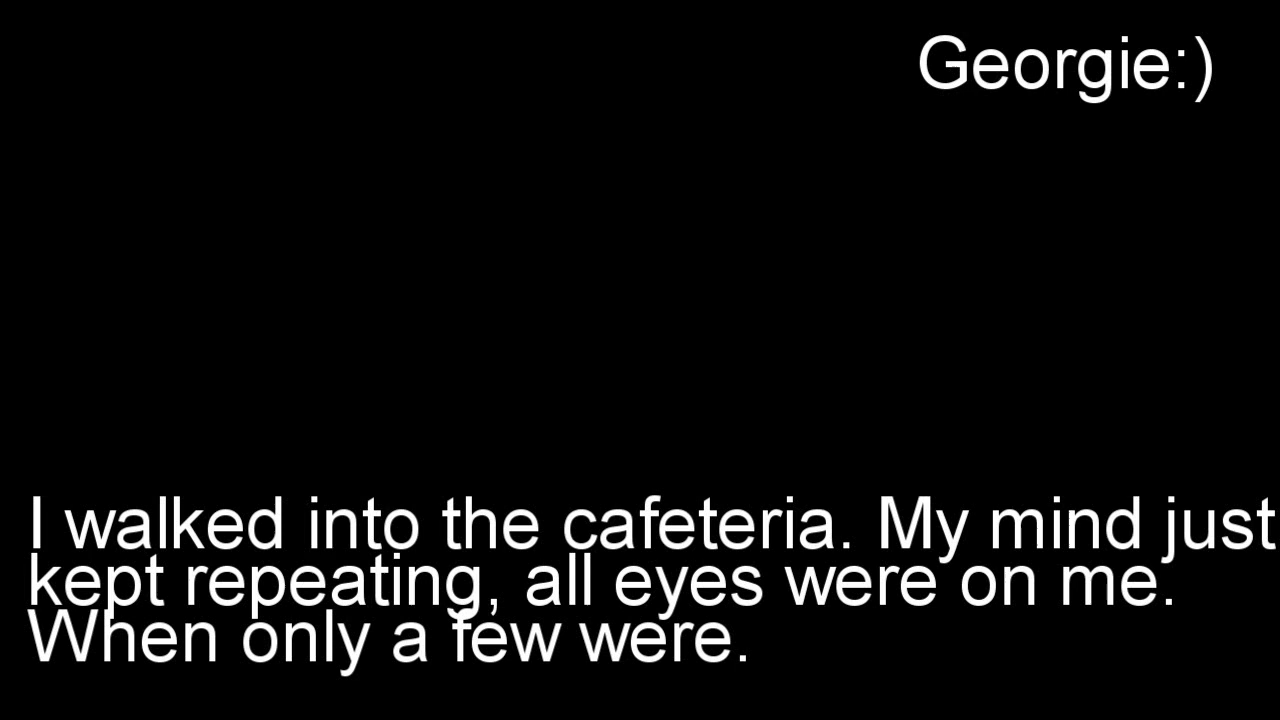 Georgie:)
I walked into the cafeteria. My mind just
kept repeating, all eyes were on me.
When only a few were.